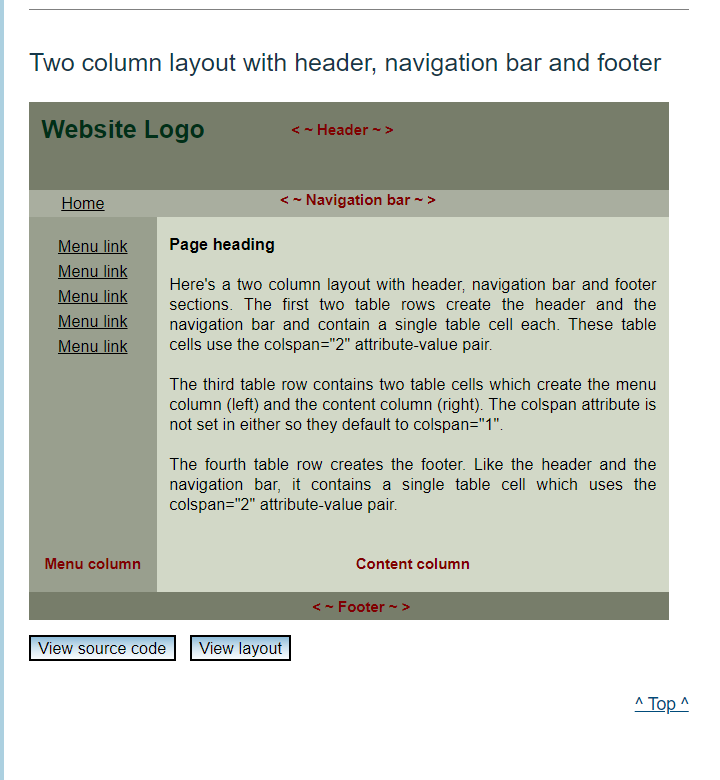 Two column layout with header, navigation bar and footer
Website Logo
< ~ Header ~ >
Home
< ~ Navigation bar ~ >
Menu link
Menu link
Menu link
Menu link
Menu link
Menu column
Page heading
Here's a two column layout with header, navigation bar and footer
sections. The first two table rows create the header and the
navigation bar and contain a single table cell each. These table
cells use the colspan="2" attribute-value pair.
The third table row contains two table cells which create the menu
column (left) and the content column (right). The colspan attribute is
not set in either so they default to colspan="1".
The fourth table row creates the footer. Like the header and the
navigation bar, it contains a single table cell which uses the
colspan="2" attribute-value pair.
Content column
< ~ Footer ~ >
View source code
View layout
^ Top ^